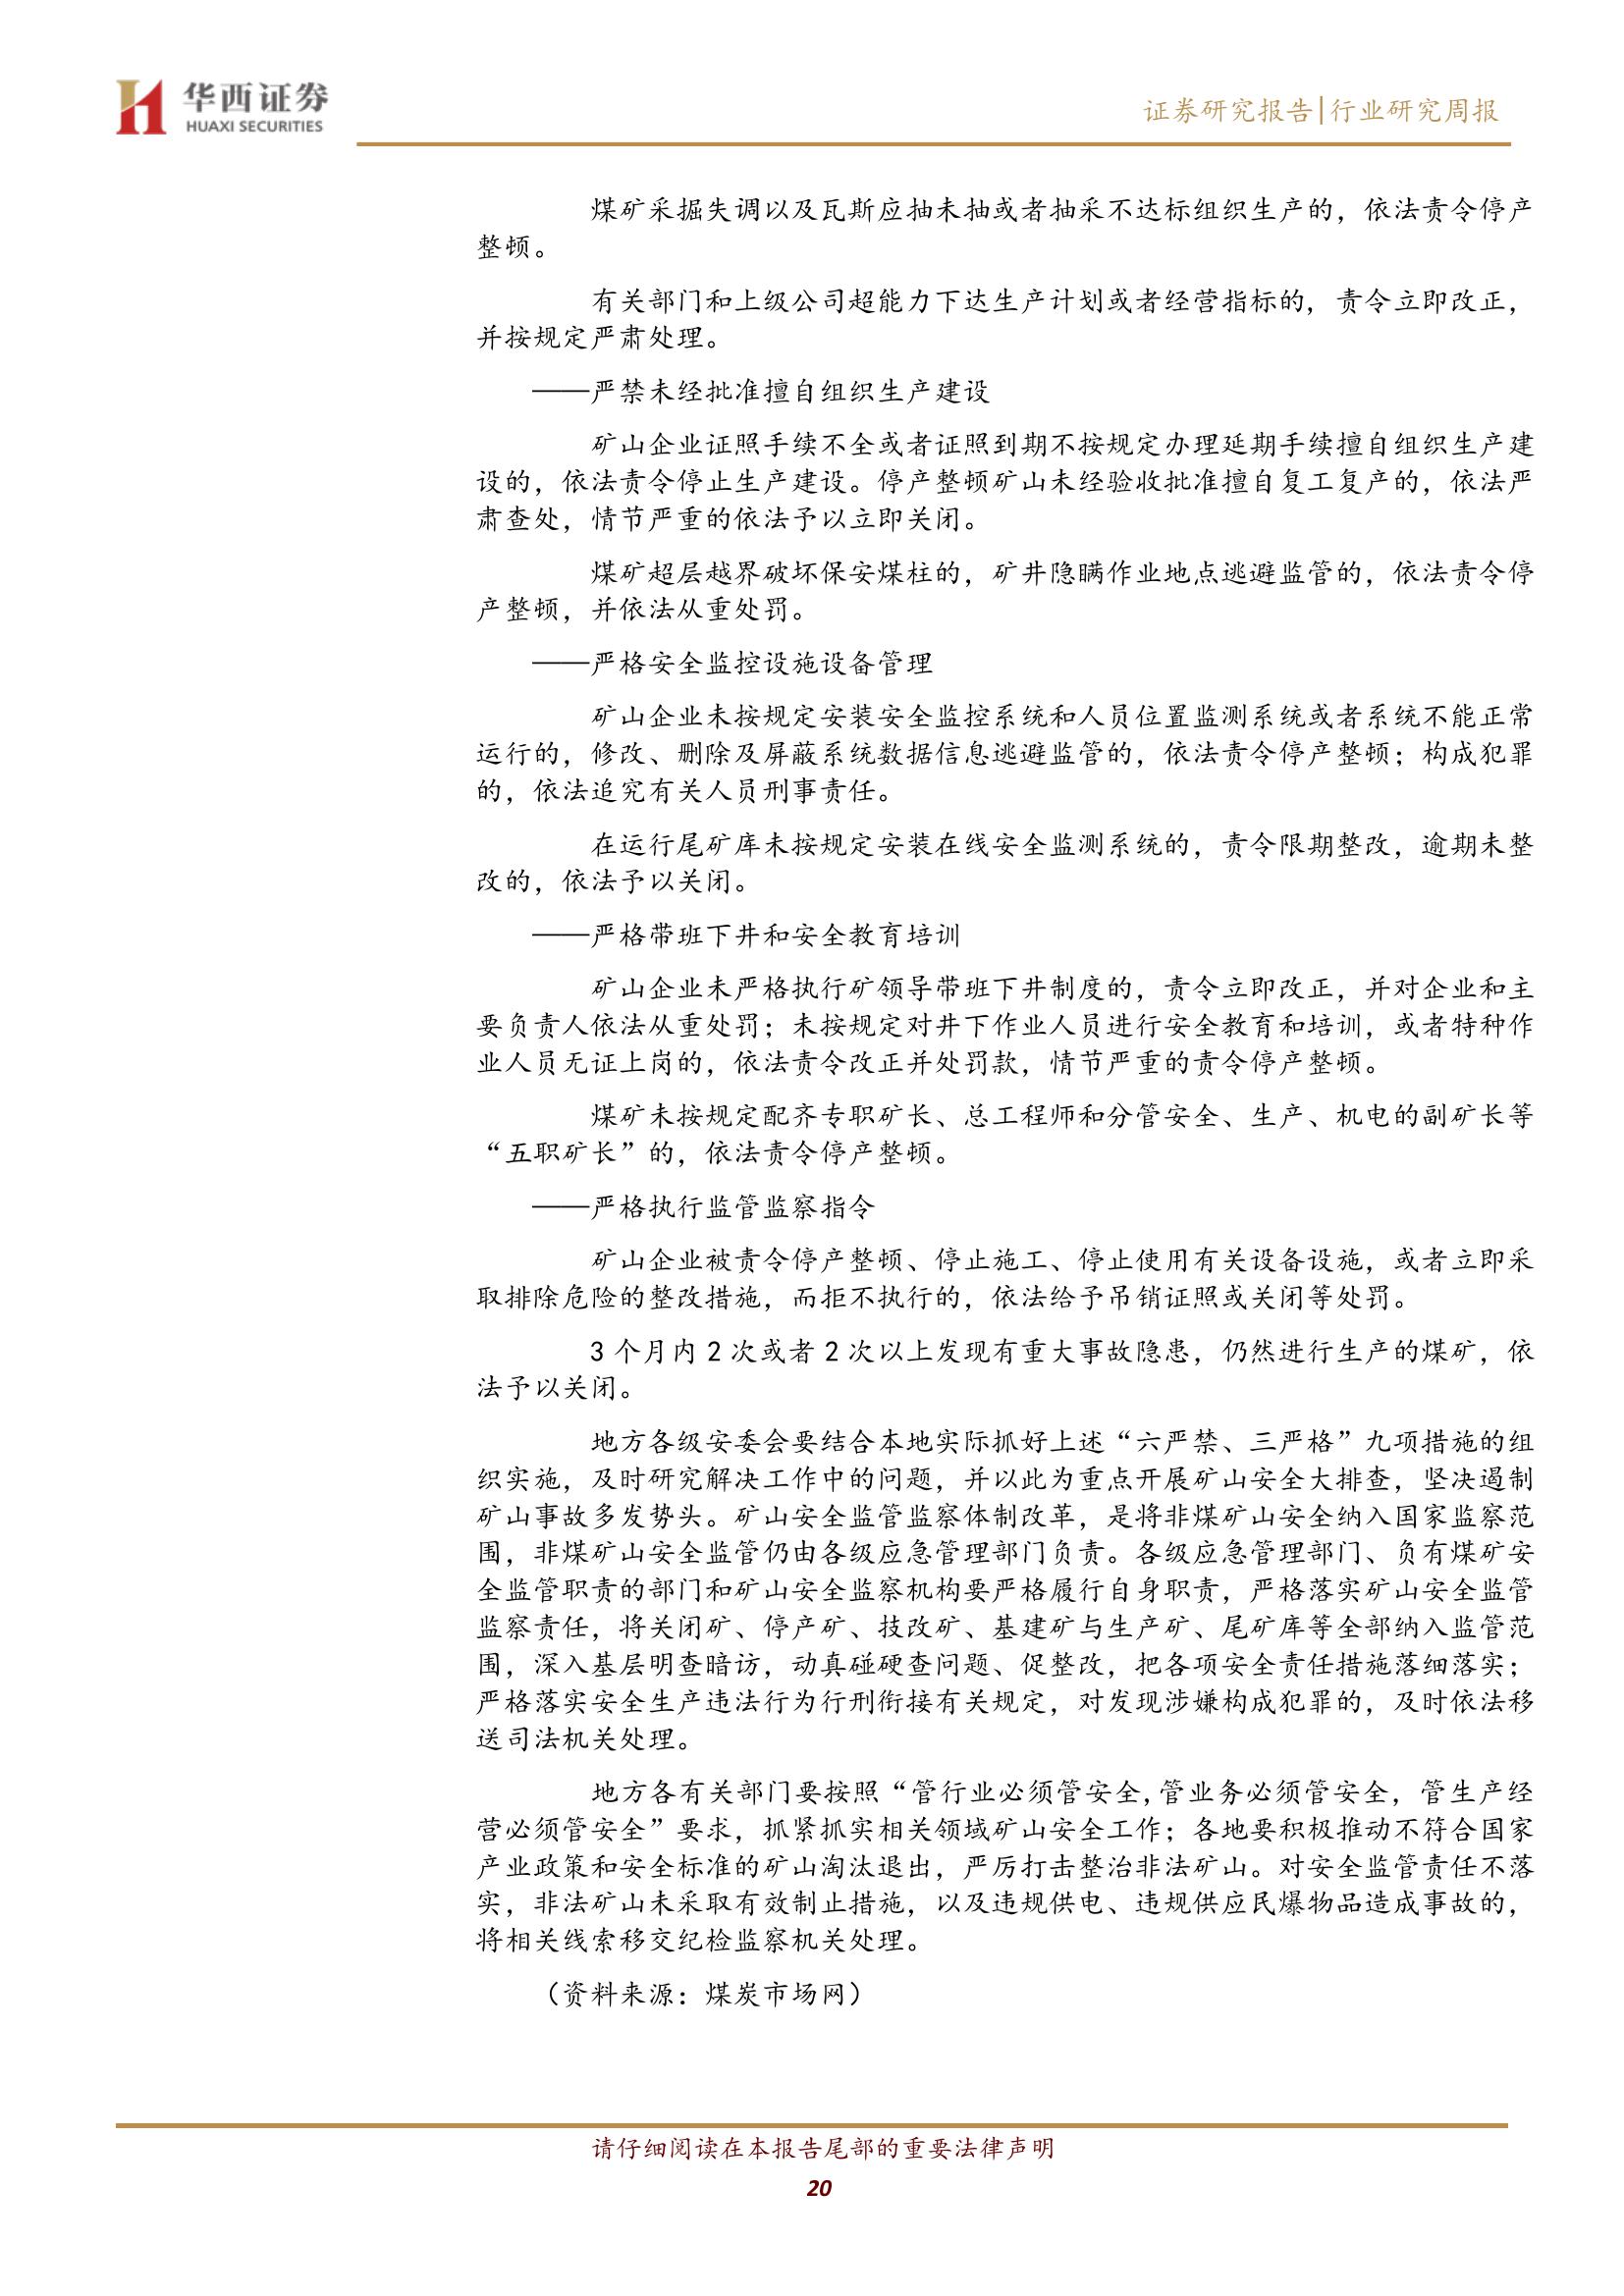 华西证券
HUAXI SECURITIES
证券研究报告|行业研究周报
煤矿采掘失调以及瓦斯应抽未抽或者抽采不达标组织生产的，依法责令停产
整顿。
有关部门和上级公司超能力下达生产计划或者经营指标的，责令立即改正，
并按规定严肃处理。
——严禁未经批准擅自组织生产建设
矿山企业证照手续不全或者证照到期不按规定办理延期手续擅自组织生产建
设的，依法责令停止生产建设。停产整顿矿山未经验收批准擅自复工复产的，依法严
肃查处，情节严重的依法予以立即关闭。
煤矿超层越界破坏保安煤柱的，矿井隐瞒作业地点逃避监管的，依法责令停
产整顿，并依法从重处罚。
——严格安全监控设施设备管理
矿山企业未按规定安装安全监控系统和人员位置监测系统或者系统不能正常
运行的，修改、删除及屏蔽系统数据信息逃避监管的，依法责令停产整顿；构成犯罪
的，依法追究有关人员刑事责任。
在运行尾矿库未按规定安装在线安全监测系统的，责令限期整改，逾期未整
改的，依法予以关闭。
——严格带班下井和安全教育培训
矿山企业未严格执行矿领导带班下井制度的，责令立即改正，并对企业和主
要负责人依法从重处罚；未按规定对井下作业人员进行安全教育和培训，或者特种作
业人员无证上岗的，依法责令改正并处罚款，情节严重的责令停产整顿。
煤矿未按规定配齐专职矿长、总工程师和分管安全、生产、机电的副矿长等
“五职矿长”的，依法责令停产整顿。
——严格执行监管监察指令
矿山企业被责令停产整顿、停止施工、停止使用有关设备设施，或者立即采
取排除危险的整改措施，而拒不执行的，依法给予吊销证照或关闭等处罚。
3 个月内 2 次或者 2 次以上发现有重大事故隐患，仍然进行生产的煤矿，依
法予以关闭。
地方各级安委会要结合本地实际抓好上述“六严禁、三严格”九项措施的组
织实施，及时研究解决工作中的问题，并以此为重点开展矿山安全大排查，坚决遏制
矿山事故多发势头。矿山安全监管监察体制改革，是将非煤矿山安全纳入国家监察范
围，非煤矿山安全监管仍由各级应急管理部门负责。各级应急管理部门、负有煤矿安
全监管职责的部门和矿山安全监察机构要严格履行自身职责，严格落实矿山安全监管
监察责任，将关闭矿、停产矿、技改矿、基建矿与生产矿、尾矿库等全部纳入监管范
围，深入基层明查暗访，动真碰硬查问题、促整改，把各项安全责任措施落细落实；
严格落实安全生产违法行为行刑衔接有关规定，对发现涉嫌构成犯罪的，及时依法移
送司法机关处理。
地方各有关部门要按照“管行业必须管安全,管业务必须管安全，管生产经
营必须管安全”要求，抓紧抓实相关领域矿山安全工作；各地要积极推动不符合国家
产业政策和安全标准的矿山淘汰退出，严厉打击整治非法矿山。对安全监管责任不落
实，非法矿山未采取有效制止措施，以及违规供电、违规供应民爆物品造成事故的，
将相关线索移交纪检监察机关处理。
（资料来源：煤炭市场网）
请仔细阅读在本报告尾部的重要法律声明
20